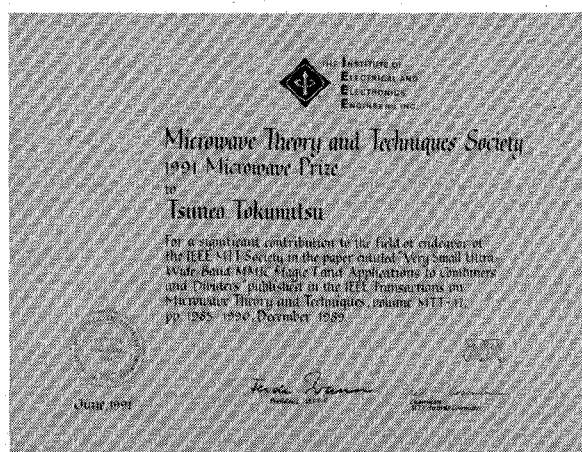 THE INSTITUTE OF
ELECTRICAL AND
ELECTRONICS
ENGINEERS, INC.
Microwave Theory and Techniques Society
1991 Microwave Prize
to
Tsuneo Tokumitsu
For a significant contribution to the field of endeavor of
the IEEE MTT Society in the paper entitled "Very Small Ultra
Wide Band MMIC Magic T and Applications to Combiners
and Dividers" published in the IEEE Transactions on
Microwave Theory and Techniques, volume MTT-
pp. 1985-1990, December 1989.
June 1991